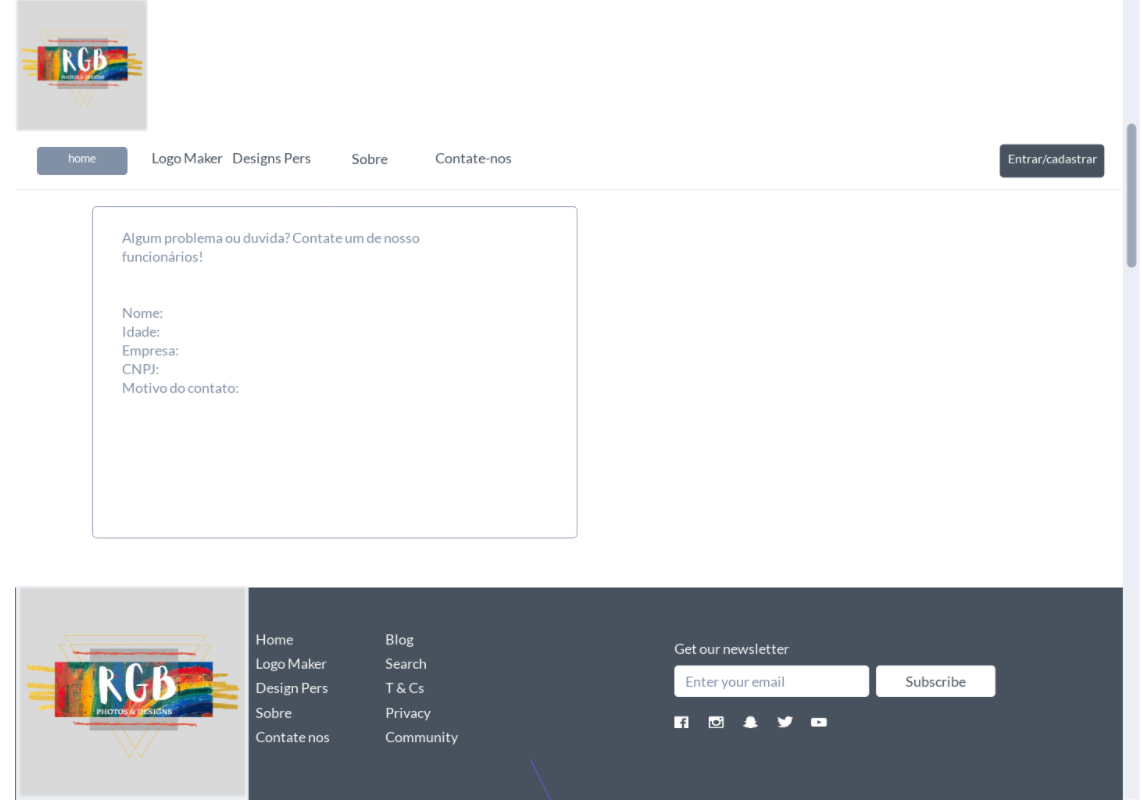 RGB
PHOTOS & DESIGNS
home
Logo Maker
Designs Pers
Sobre
Contate-nos
Entrar/cadastrar
Algum problema ou duvida? Contate um de nosso
funcionários!
Nome:
Idade:
Empresa:
CNPJ:
Motivo do contato:
RGB
PHOTOS & DESIGNS
Home
Logo Maker
Design Pers
Sobre
Contate nos
Blog
Search
T & Cs
Privacy
Community
Get our newsletter
Enter your email
Subscribe